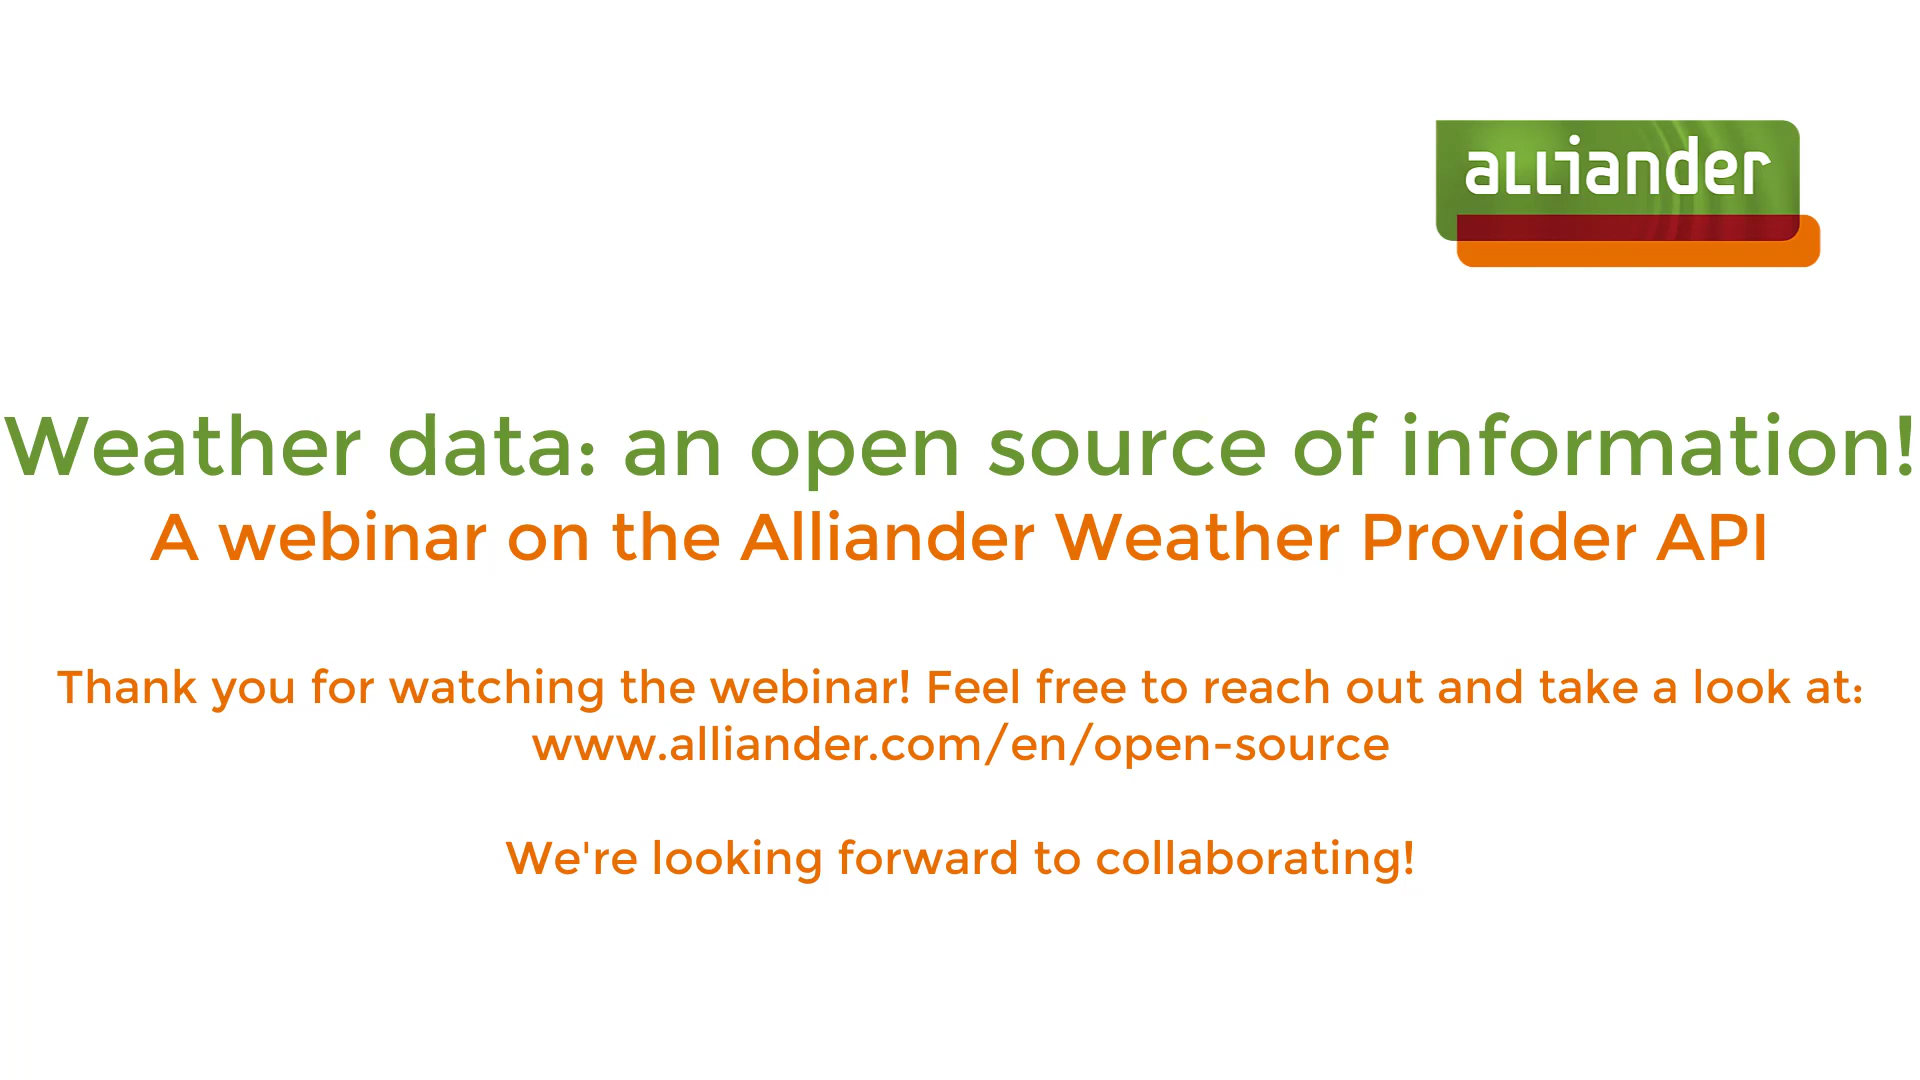 alliander
Weather data: an open source of information!
A webinar on the Alliander Weather Provider API
Thank you for watching the webinar! Feel free to reach out and take a look at:
www.alliander.com/en/open-source
We're looking forward to collaborating!